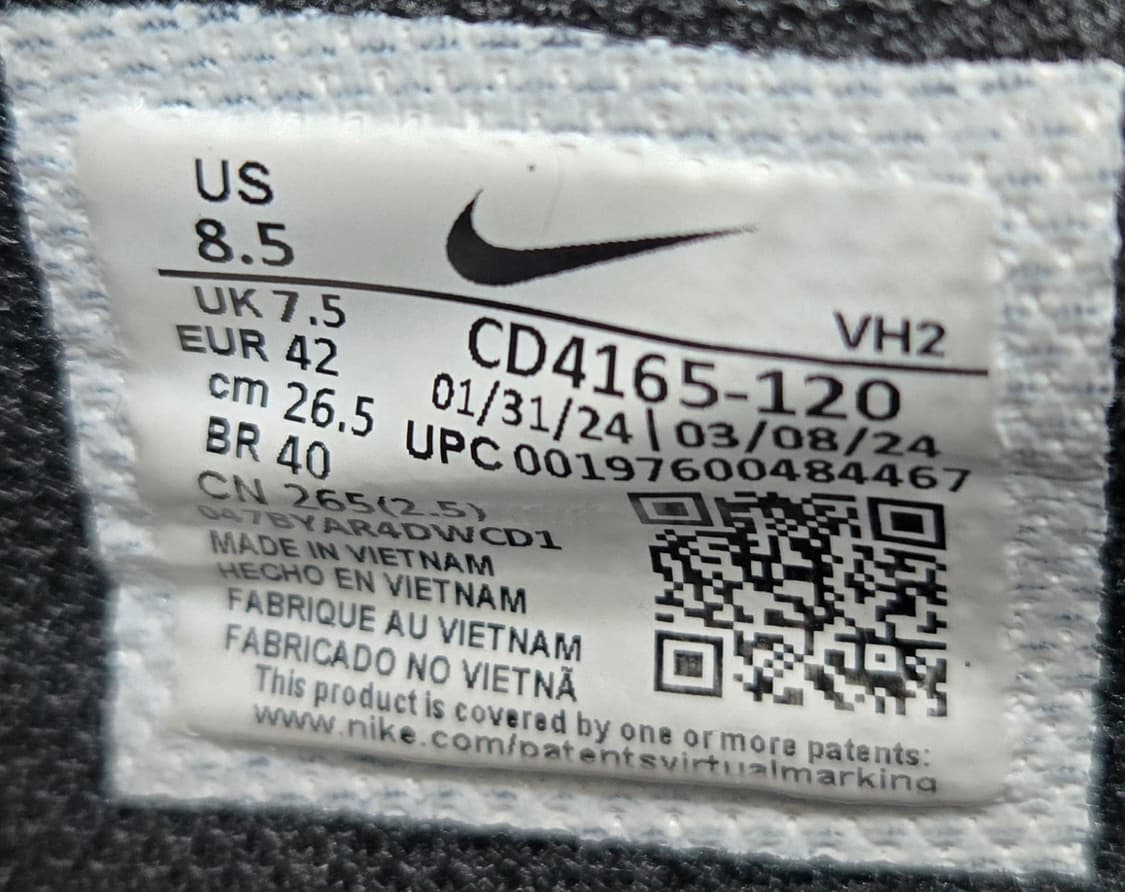 US
8.5
UK 7.5
EUR 42
cm 26.5
BR 40
CN 265(2.5)
047BYAR4DWCD1
MADE IN VIETNAM
HECHO EN VIETNAM
FABRIQUE AU VIETNAM
FABRICADO NO VIETNÃ
VH2
CD4165-120
01/31/24 | 03/08/24
UPC 00197600484467
This product is covered by one or more patents:
www.nike.com/patentsvirtualmarking